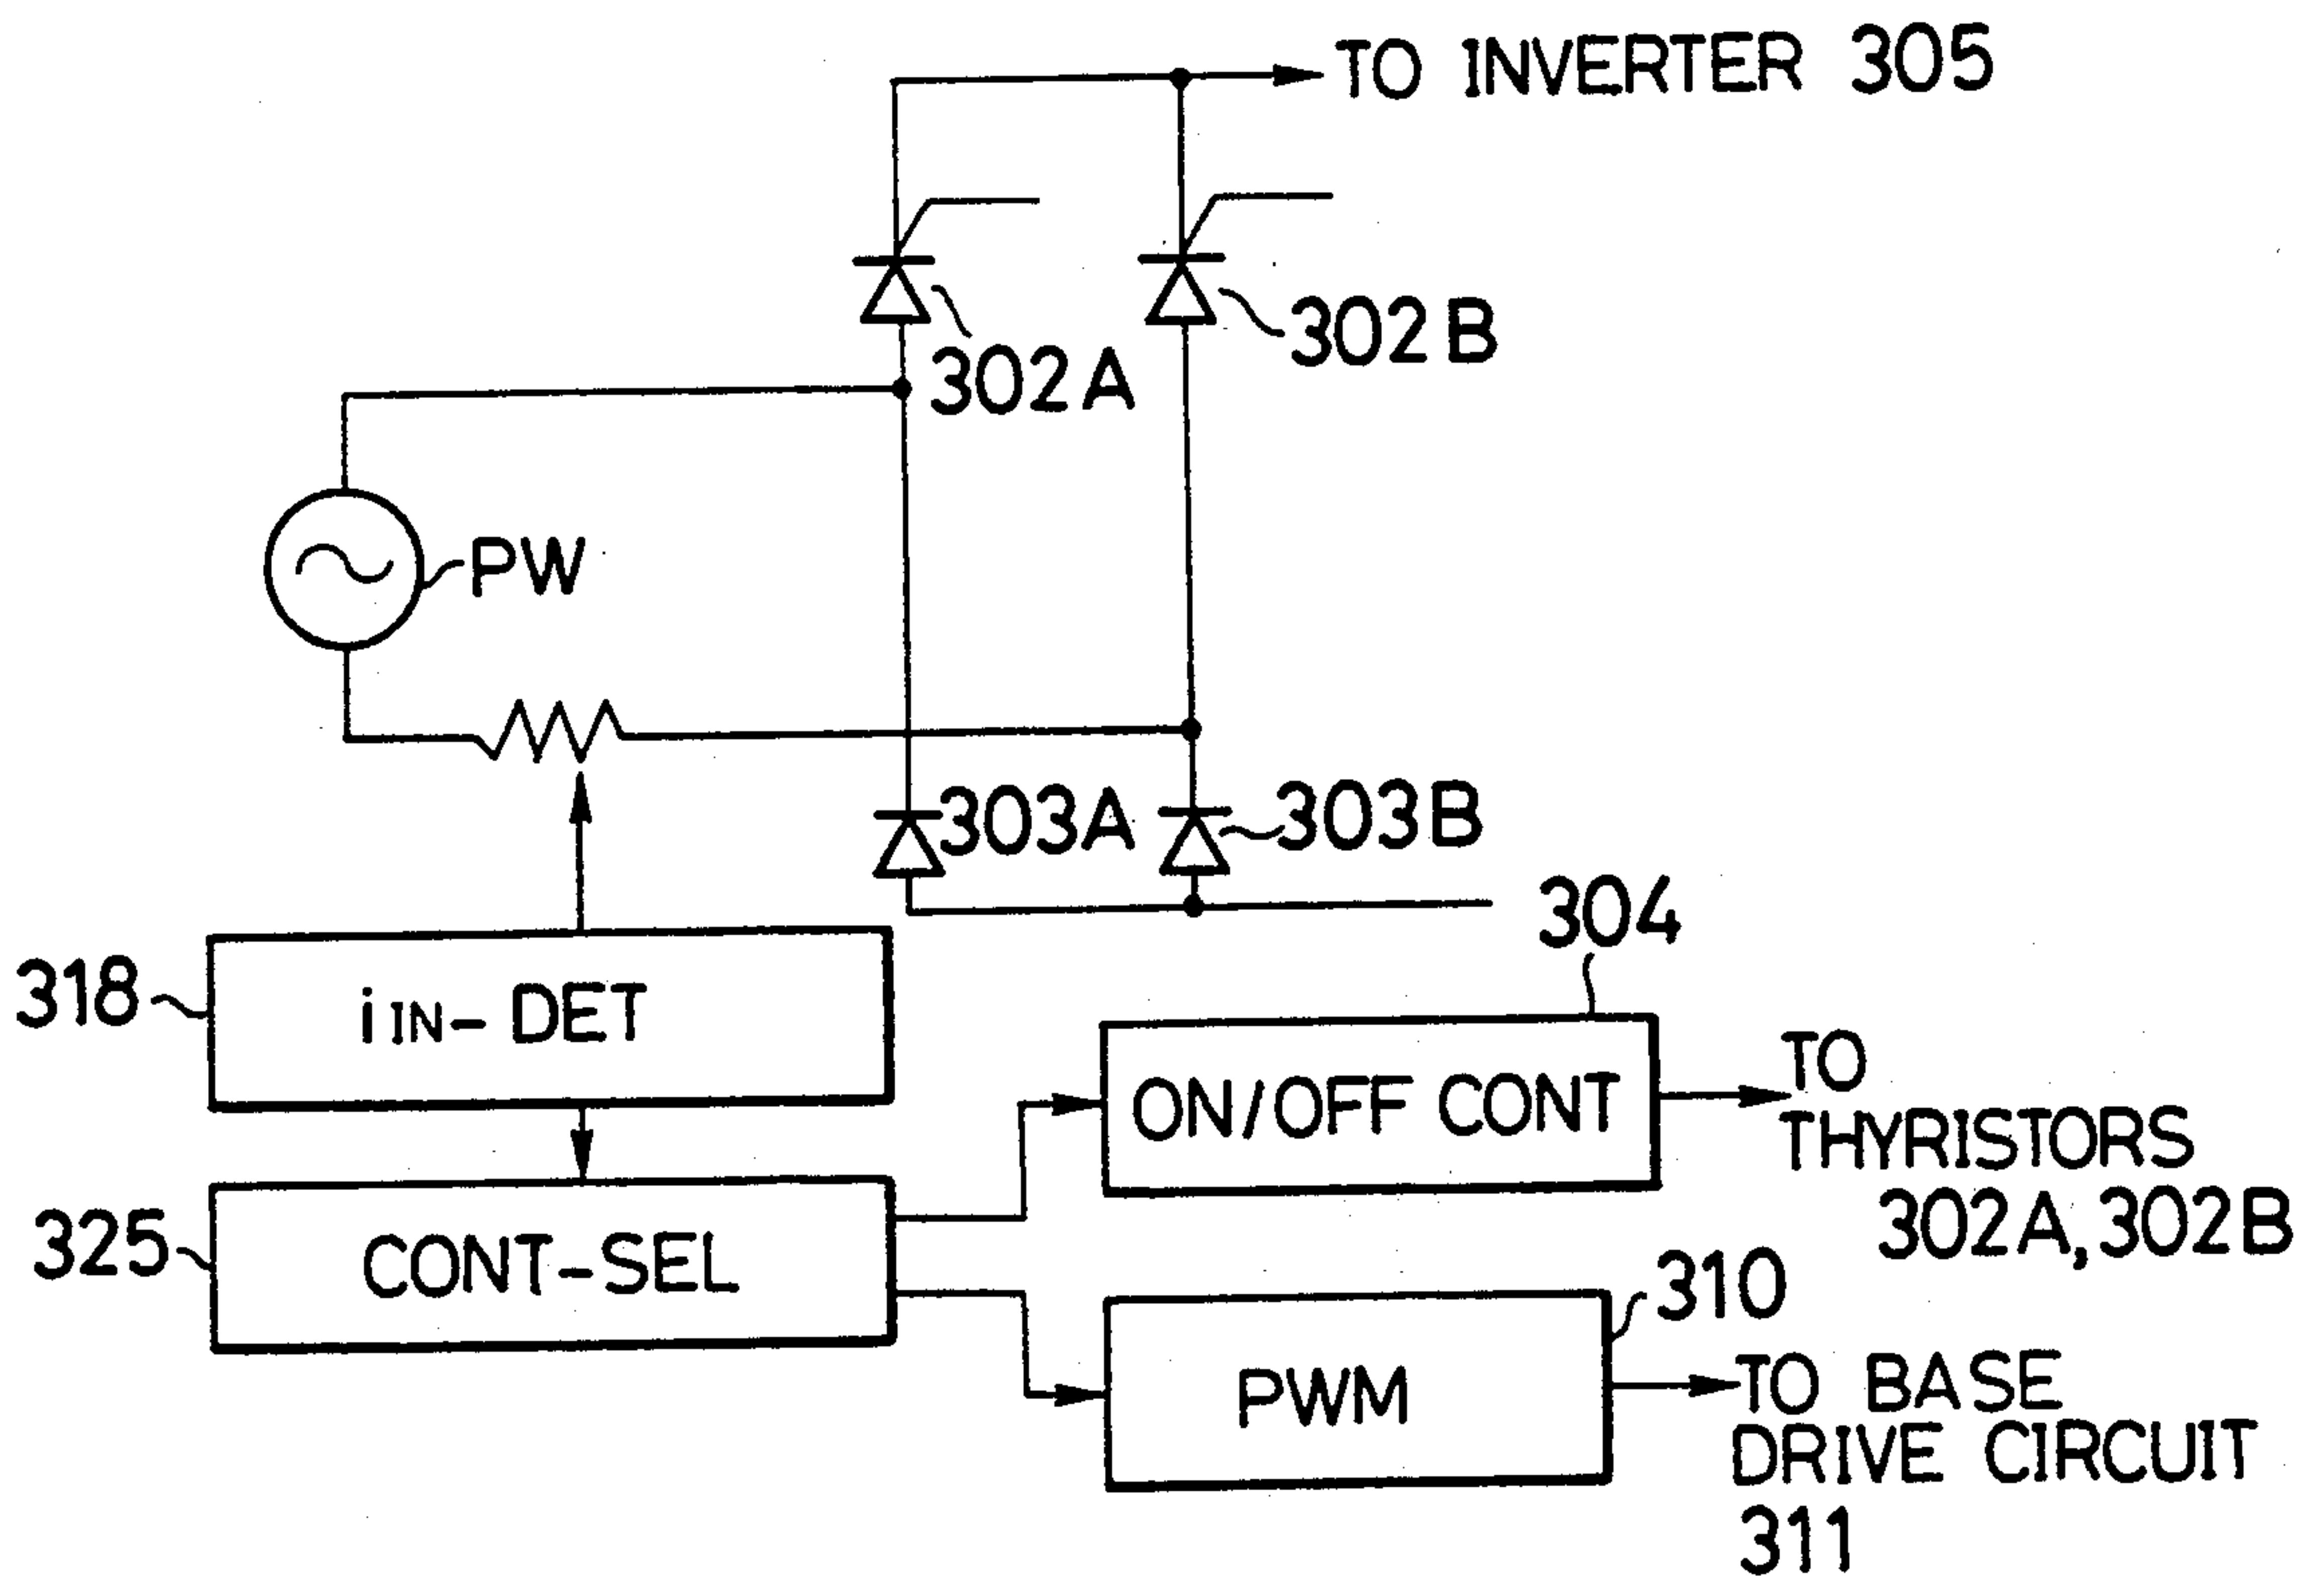 TO INVERTER 305
302A
302B
PW
303A
303B
304
318
iIN-DET
ON/OFF CONT
TO
THYRISTORS
302A, 302B
325
CONT-SEL
310
PWM
TO BASE
DRIVE CIRCUIT
311